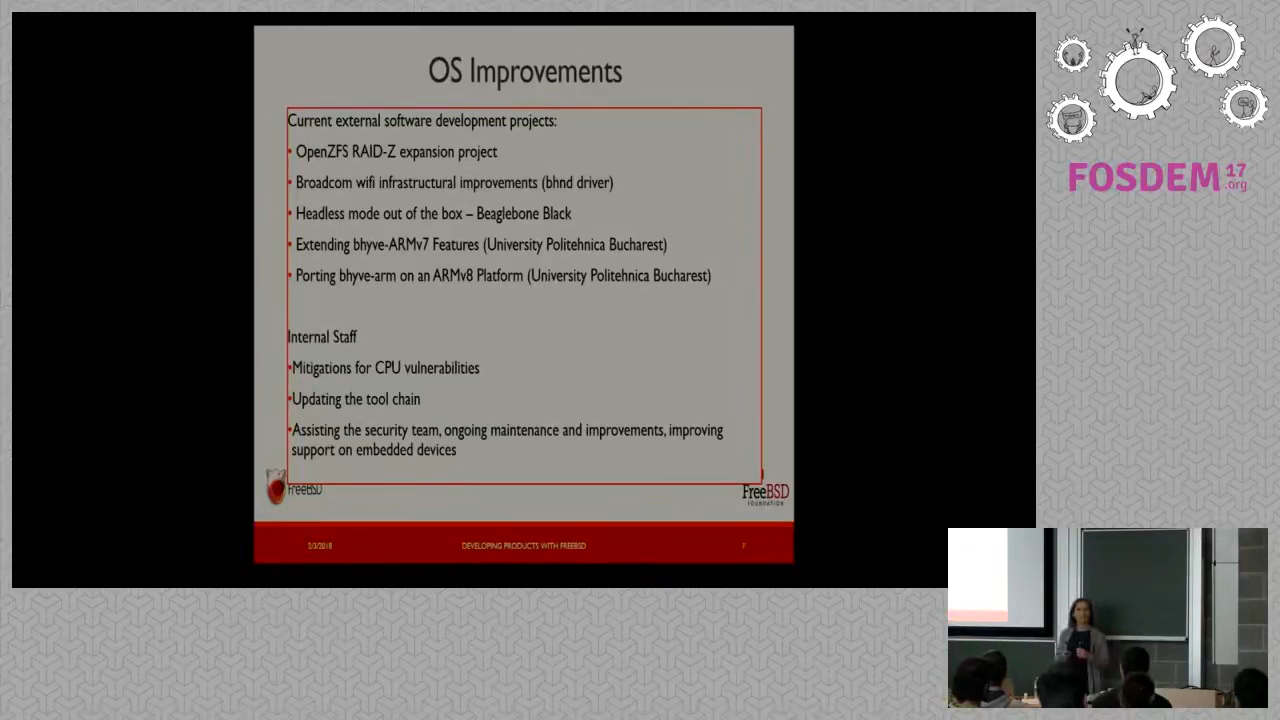 OS Improvements
Current external software development projects:
• OpenZFS RAID-Z expansion project
• Broadcom wifi infrastructural improvements (bhnd driver)
• Headless mode out of the box – Beaglebone Black
• Extending bhyve-ARMv7 Features (University Politehnica Bucharest)
• Porting bhyve-arm on an ARMv8 Platform (University Politehnica Bucharest)
Internal Staff
•Mitigations for CPU vulnerabilities
•Updating the tool chain
•Assisting the security team, ongoing maintenance and improvements, improving
support on embedded devices
FreeBSD
FreeBSD
FOUNDATION
2/3/2018
DEVELOPING PRODUCTS WITH FREEBSD
7
FOSDEM 17
.org